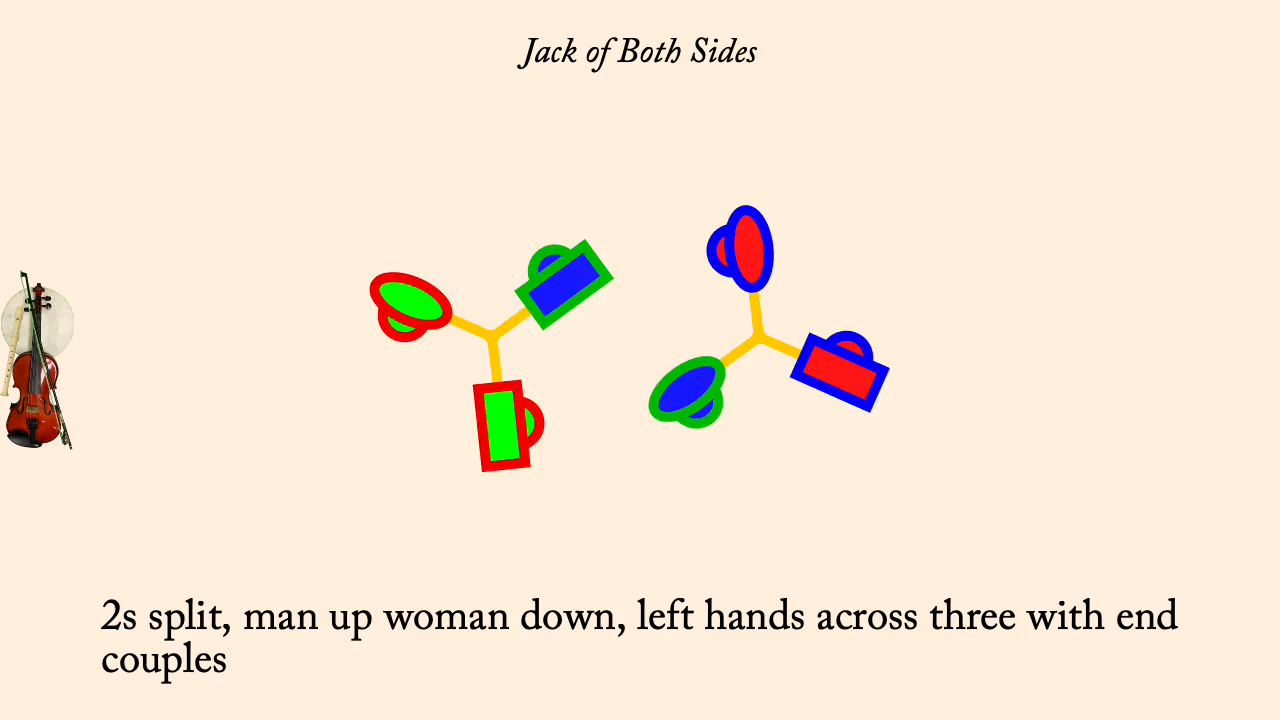 Jack of Both Sides
2s split, man up woman down, left hands across three with end
couples